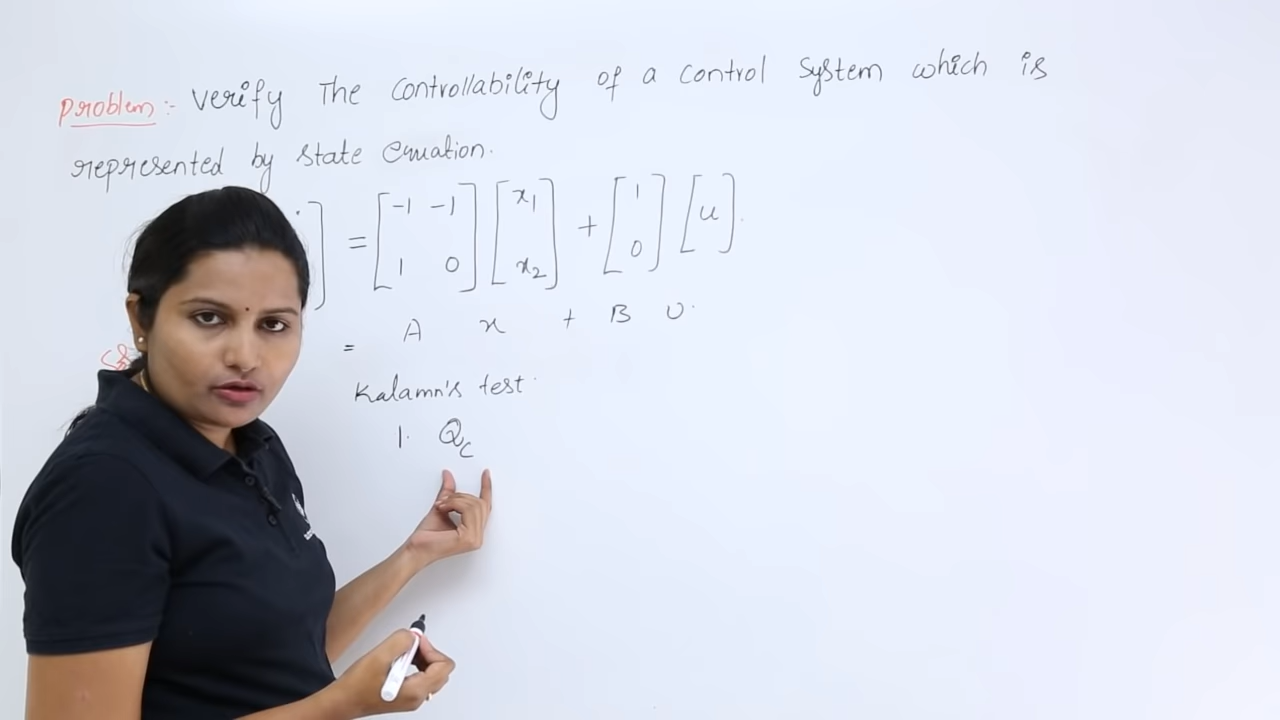 Problem:- Verify The Controllability of a Control System which is
represented by state equation.
= [-1 -1 1 0] [x1 x2] + [1 0] [u].
= A x + B U.
Kalamn's test.
1. Qc